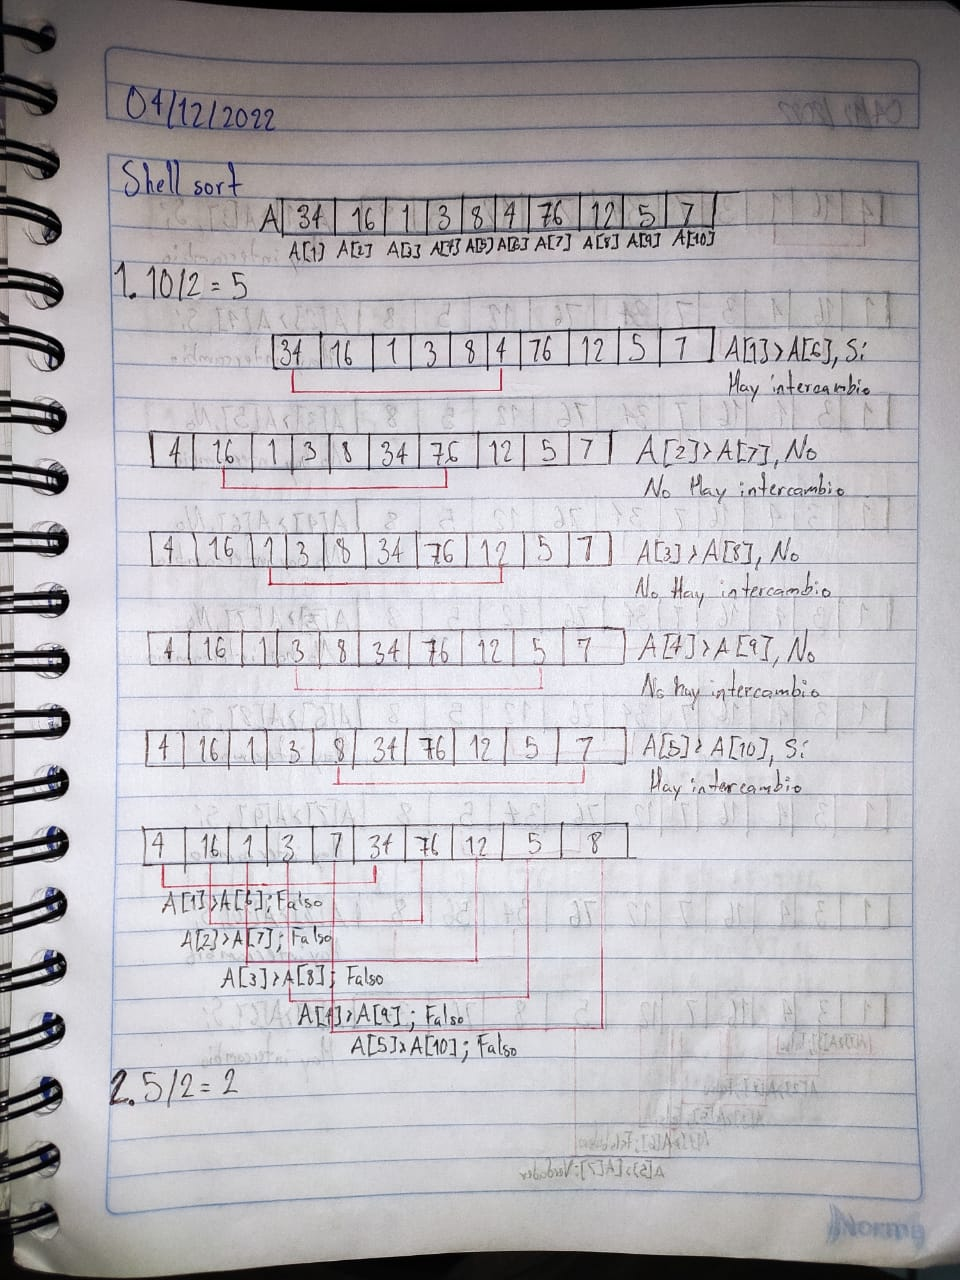 04/12/2022
Shell sort
A 34 16 1 3 8 4 76 12 5 7
A[1] A[2] A[3] A[4] A[5] A[6] A[7] A[8] A[9] A[10]
1. 10/2 = 5
34 16 1 3 8 4 76 12 5 7 A[1]>A[6], Si
Hay intercambio
4 16 1 3 8 34 76 12 5 7 A[2]>A[7], No
No Hay intercambio
4 16 1 3 8 34 76 12 5 7 A[3]>A[8], No
No Hay intercambio
4 16 1 3 8 34 76 12 5 7 A[4]>A[9], No
No hay intercambio
4 16 1 3 8 34 76 12 5 7 A[5]>A[10], Si
Hay intercambio
4 16 1 3 7 34 76 12 5 8
A[1]>A[6]; Falso
A[2]>A[7]; Falso
A[3]>A[8]; Falso
A[4]>A[9]; Falso
A[5]>A[10]; Falso
2. 5/2 = 2
Norma